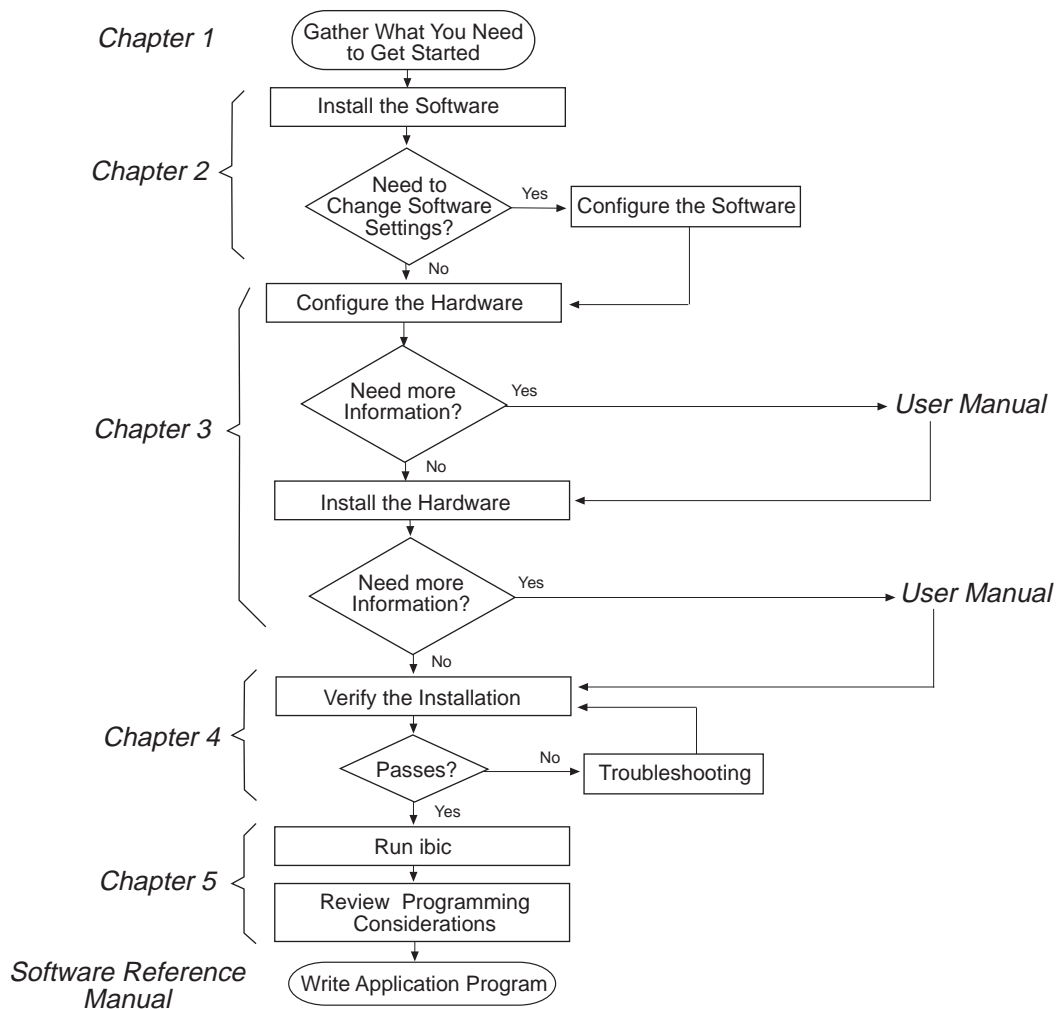 Chapter 1
Gather What You Need
to Get Started
Install the Software
Chapter 2
Need to
Change Software
Settings?
Yes
Configure the Software
No
Configure the Hardware
Chapter 3
Need more
Information?
Yes
User Manual
No
Install the Hardware
Need more
Information?
Yes
User Manual
No
Verify the Installation
Chapter 4
Passes?
No
Troubleshooting
Yes
Run ibic
Chapter 5
Review Programming
Considerations
Software Reference
Manual
Write Application Program